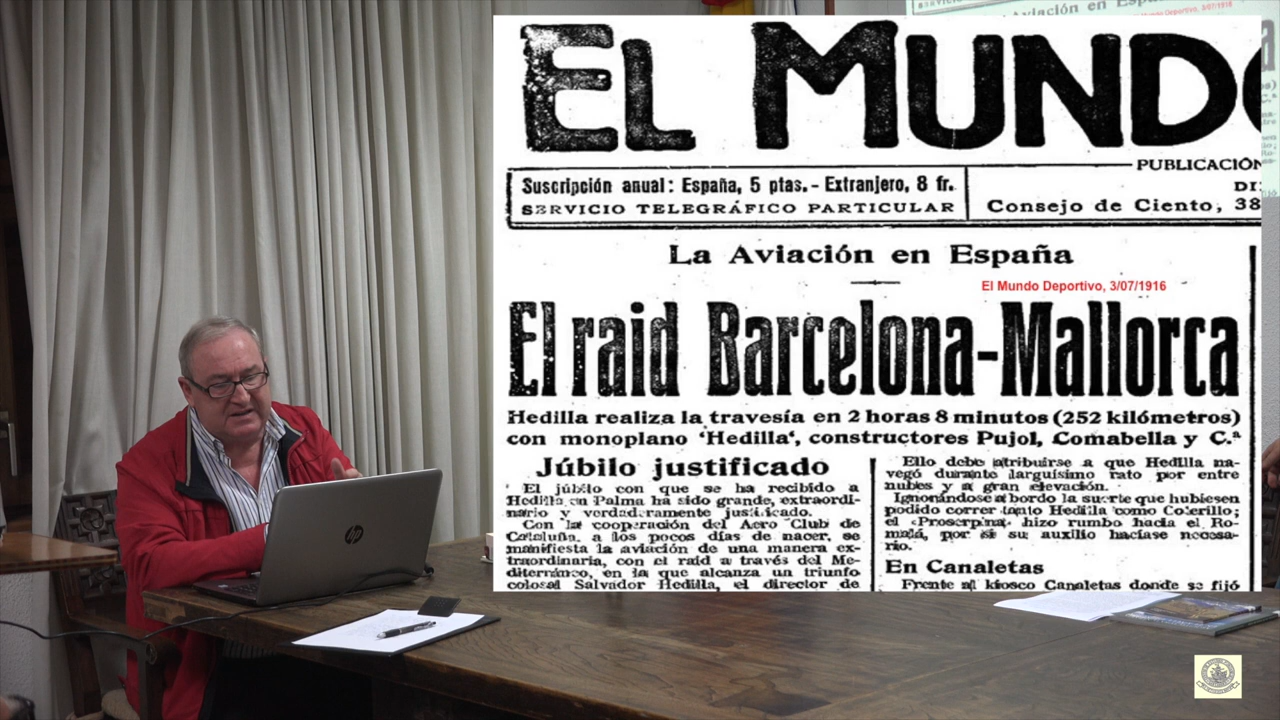 EL MUNDO
PUBLICACIÓN
Suscripción anual: España, 5 ptas. - Extranjero, 8 fr.
SERVICIO TELEGRÁFICO PARTICULAR
Consejo de Ciento, 38
La Aviación en España
El Mundo Deportivo, 3/07/1916
El raid Barcelona-Mallorca
Hedilla realiza la travesía en 2 horas 8 minutos (252 kilómetros)
con monoplano 'Hedilla', constructores Pujol, Comabella y C.ª
Júbilo justificado
El júbilo con que se ha recibido á
Hedilla en Palma ha sido grande, extraordi-
nario y verdaderamente justificado.
Con la cooperación del Aero Club de
Cataluña, a los pocos días de nacer, se
manifiesta la aviación de una manera ex-
traordinaria, con el raid a través del Me-
diterráneo, en la que alcanza un triunfo
colosal Salvador Hedilla, el director de
Ello debe atribuirse a que Hedilla na-
vegó durante larguísimo rato por entre
nubes y a gran elevación.
Ignorándose a bordo la suerte que hubiesen
podido correr tanto Hedilla como Colerillo;
el «Proserpina» hizo rumbo hacia el Ro-
malá, por si su auxilio hacíase necesa-
rio.
En Canaletas
Frente al kiosco Canaletas donde se fijó
hp